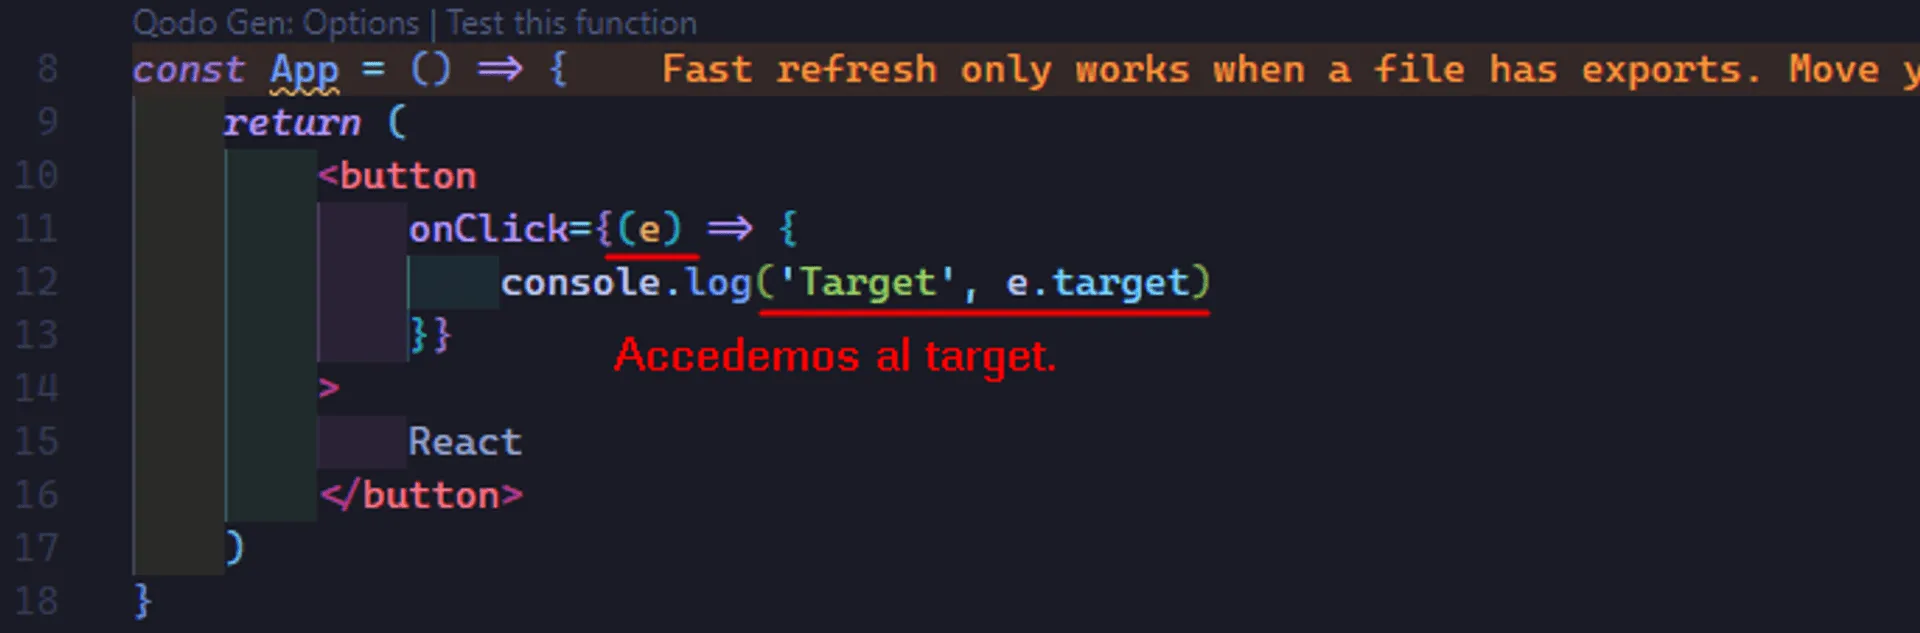 Qodo Gen: Options | Test this function
8 const App = () => { Fast refresh only works when a file has exports. Move y
9 return (
10 <button
11 onClick={(e) => {
12 console.log('Target', e.target)
13 }}
Accedemos al target.
14 >
15 React
16 </button>
17 )
18 }